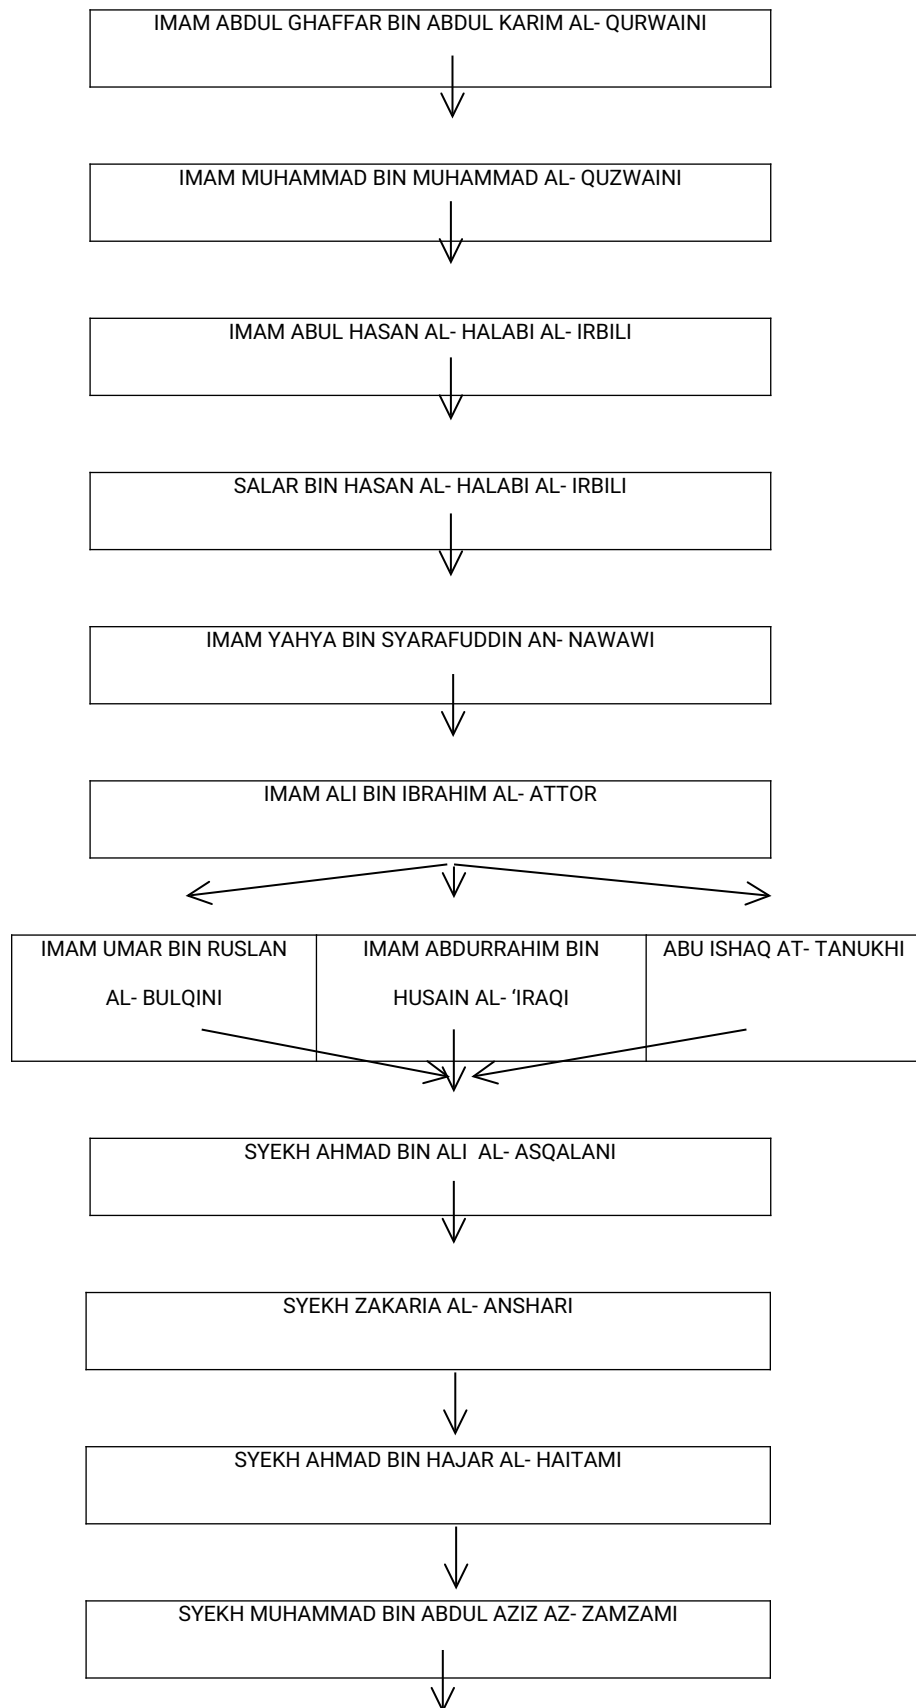 IMAM ABDUL GHAFFAR BIN ABDUL KARIM AL- QURWAINI
IMAM MUHAMMAD BIN MUHAMMAD AL- QUZWAINI
IMAM ABUL HASAN AL- HALABI AL- IRBILI
SALAR BIN HASAN AL- HALABI AL- IRBILI
IMAM YAHYA BIN SYARAFUDDIN AN- NAWAWI
IMAM ALI BIN IBRAHIM AL- ATTOR
IMAM UMAR BIN RUSLAN
AL- BULQINI
IMAM ABDURRAHIM BIN
HUSAIN AL- ‘IRAQI
ABU ISHAQ AT- TANUKHI
SYEKH AHMAD BIN ALI  AL- ASQALANI
SYEKH ZAKARIA AL- ANSHARI
SYEKH AHMAD BIN HAJAR AL- HAITAMI
SYEKH MUHAMMAD BIN ABDUL AZIZ AZ- ZAMZAMI